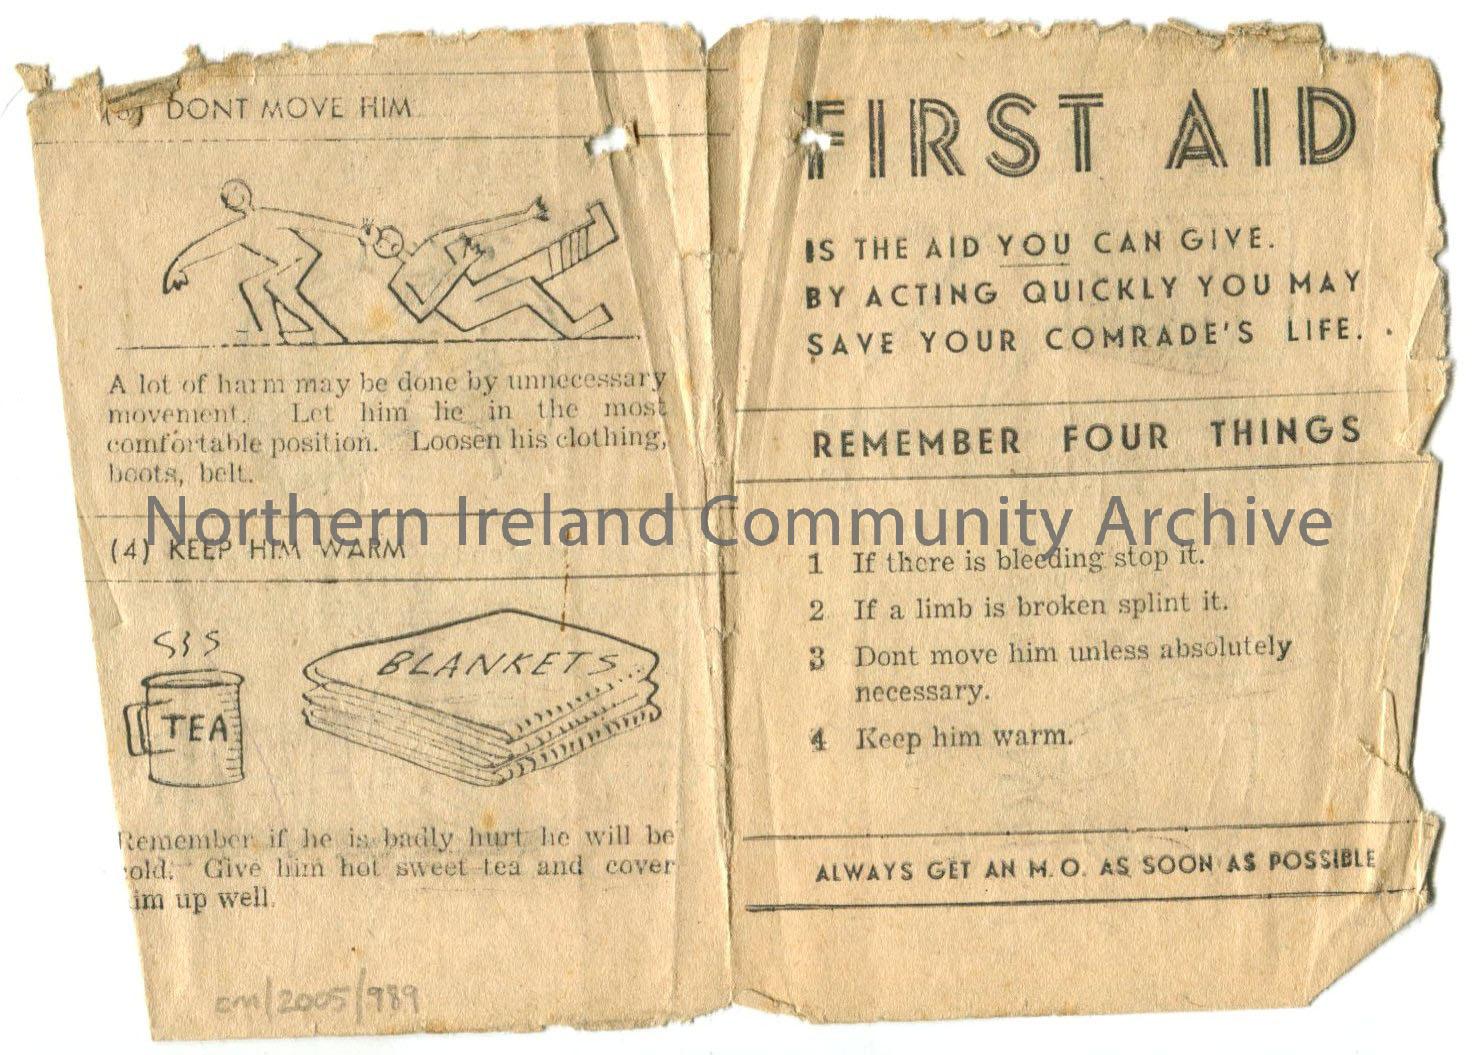 (3) DONT MOVE HIM
A lot of harm may be done by unnecessary
movement. Let him lie in the most
comfortable position. Loosen his clothing,
boots, belt.
(4) KEEP HIM WARM
TEA
BLANKETS
Remember if he is badly hurt he will be
cold. Give him hot sweet tea and cover
him up well.
cm/2005/989
FIRST AID
IS THE AID YOU CAN GIVE.
BY ACTING QUICKLY YOU MAY
SAVE YOUR COMRADE'S LIFE.
REMEMBER FOUR THINGS
1 If there is bleeding stop it.
2 If a limb is broken splint it.
3 Dont move him unless absolutely
necessary.
4 Keep him warm.
ALWAYS GET AN M.O. AS SOON AS POSSIBLE
Northern Ireland Community Archive